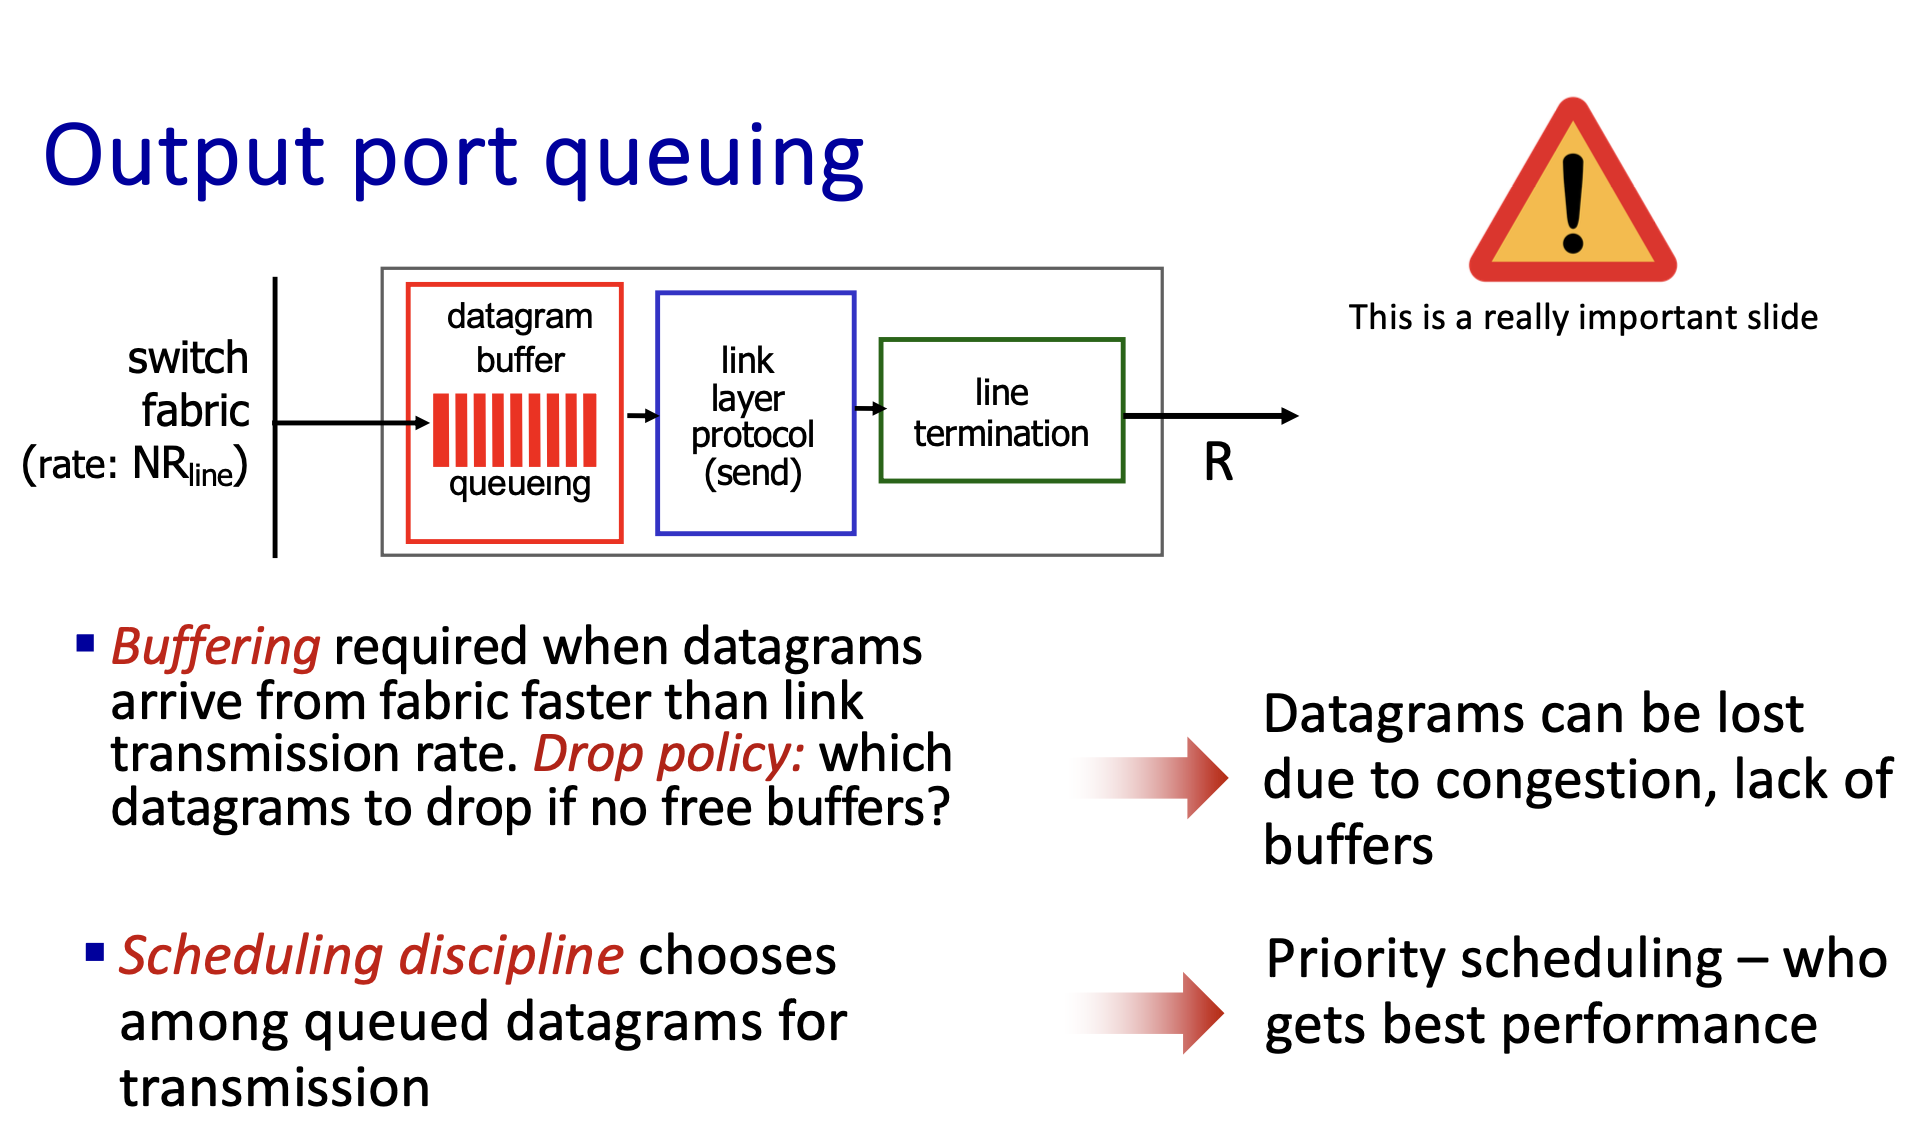 Output port queuing
This is a really important slide
switch
fabric
(rate: NRline)
datagram
buffer
queueing
link
layer
protocol
(send)
line
termination
R
Buffering required when datagrams
arrive from fabric faster than link
transmission rate. Drop policy: which
datagrams to drop if no free buffers?
Datagrams can be lost
due to congestion, lack of
buffers
Scheduling discipline chooses
among queued datagrams for
transmission
Priority scheduling – who
gets best performance